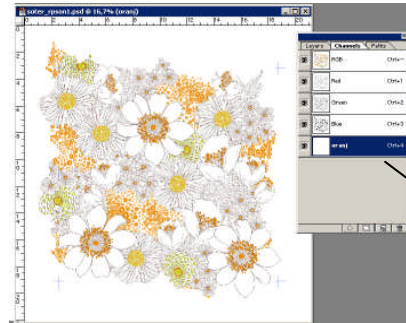 soter_rpsant.psd @ 16,7% (oranj)
Layers Channels Paths
RGB Ctrl+~
Red Ctrl+1
Green Ctrl+2
Blue Ctrl+3
oranj Ctrl+4